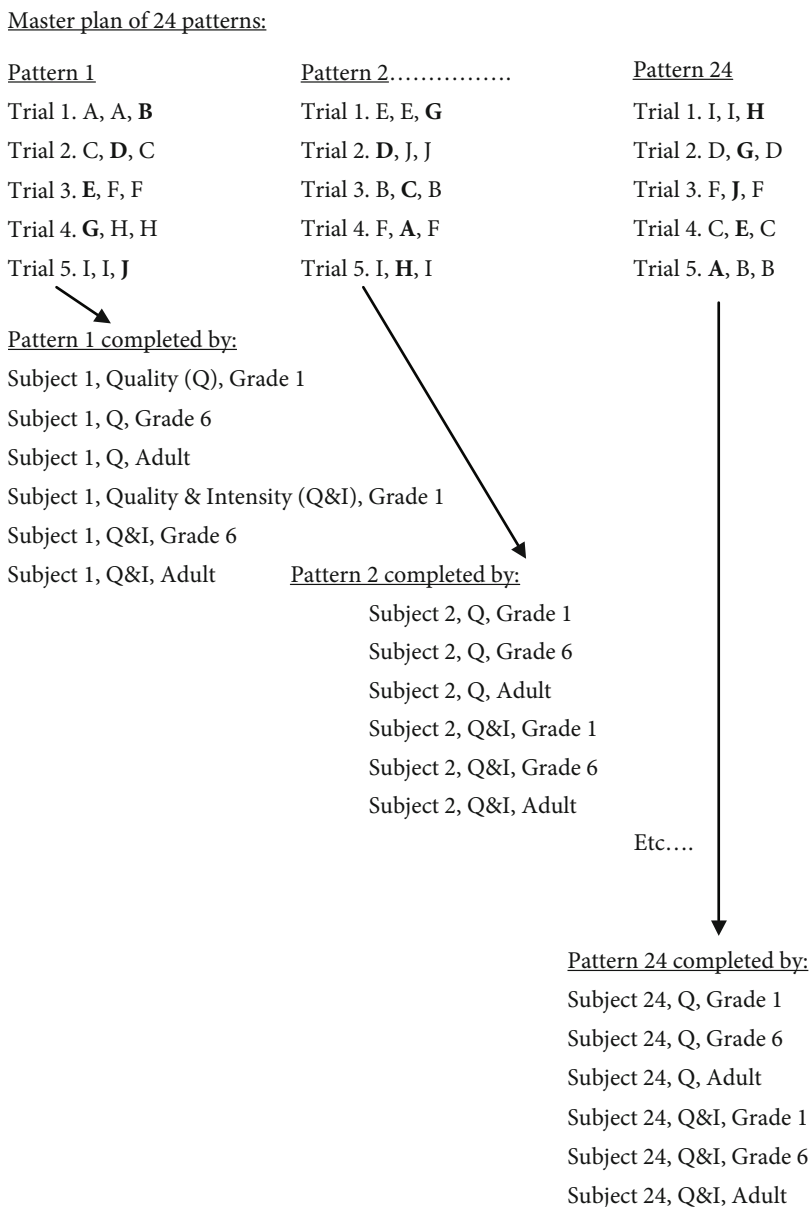 Master plan of 24 patterns:
Pattern 1
Trial 1. A, A, B
Trial 2. C, D, C
Trial 3. E, F, F
Trial 4. G, H, H
Trial 5. I, I, J
Pattern 2................
Trial 1. E, E, G
Trial 2. D, J, J
Trial 3. B, C, B
Trial 4. F, A, F
Trial 5. I, H, I
Pattern 24
Trial 1. I, I, H
Trial 2. D, G, D
Trial 3. F, J, F
Trial 4. C, E, C
Trial 5. A, B, B
Pattern 1 completed by:
Subject 1, Quality (Q), Grade 1
Subject 1, Q, Grade 6
Subject 1, Q, Adult
Subject 1, Quality & Intensity (Q&I), Grade 1
Subject 1, Q&I, Grade 6
Subject 1, Q&I, Adult
Pattern 2 completed by:
Subject 2, Q, Grade 1
Subject 2, Q, Grade 6
Subject 2, Q, Adult
Subject 2, Q&I, Grade 1
Subject 2, Q&I, Grade 6
Subject 2, Q&I, Adult
Etc....
Pattern 24 completed by:
Subject 24, Q, Grade 1
Subject 24, Q, Grade 6
Subject 24, Q, Adult
Subject 24, Q&I, Grade 1
Subject 24, Q&I, Grade 6
Subject 24, Q&I, Adult